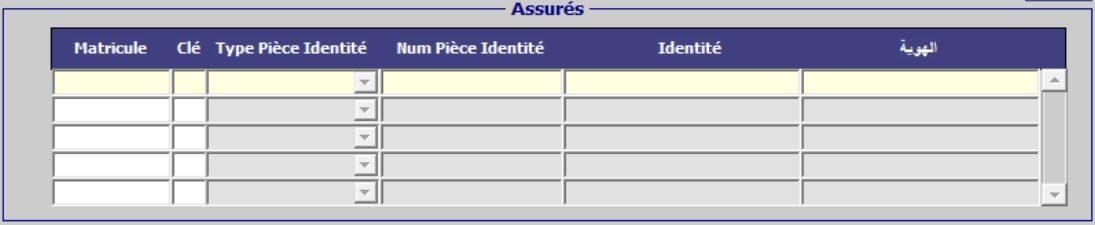 Assurés
Matricule Clé Type Pièce Identité Num Pièce Identité Identité الهوية